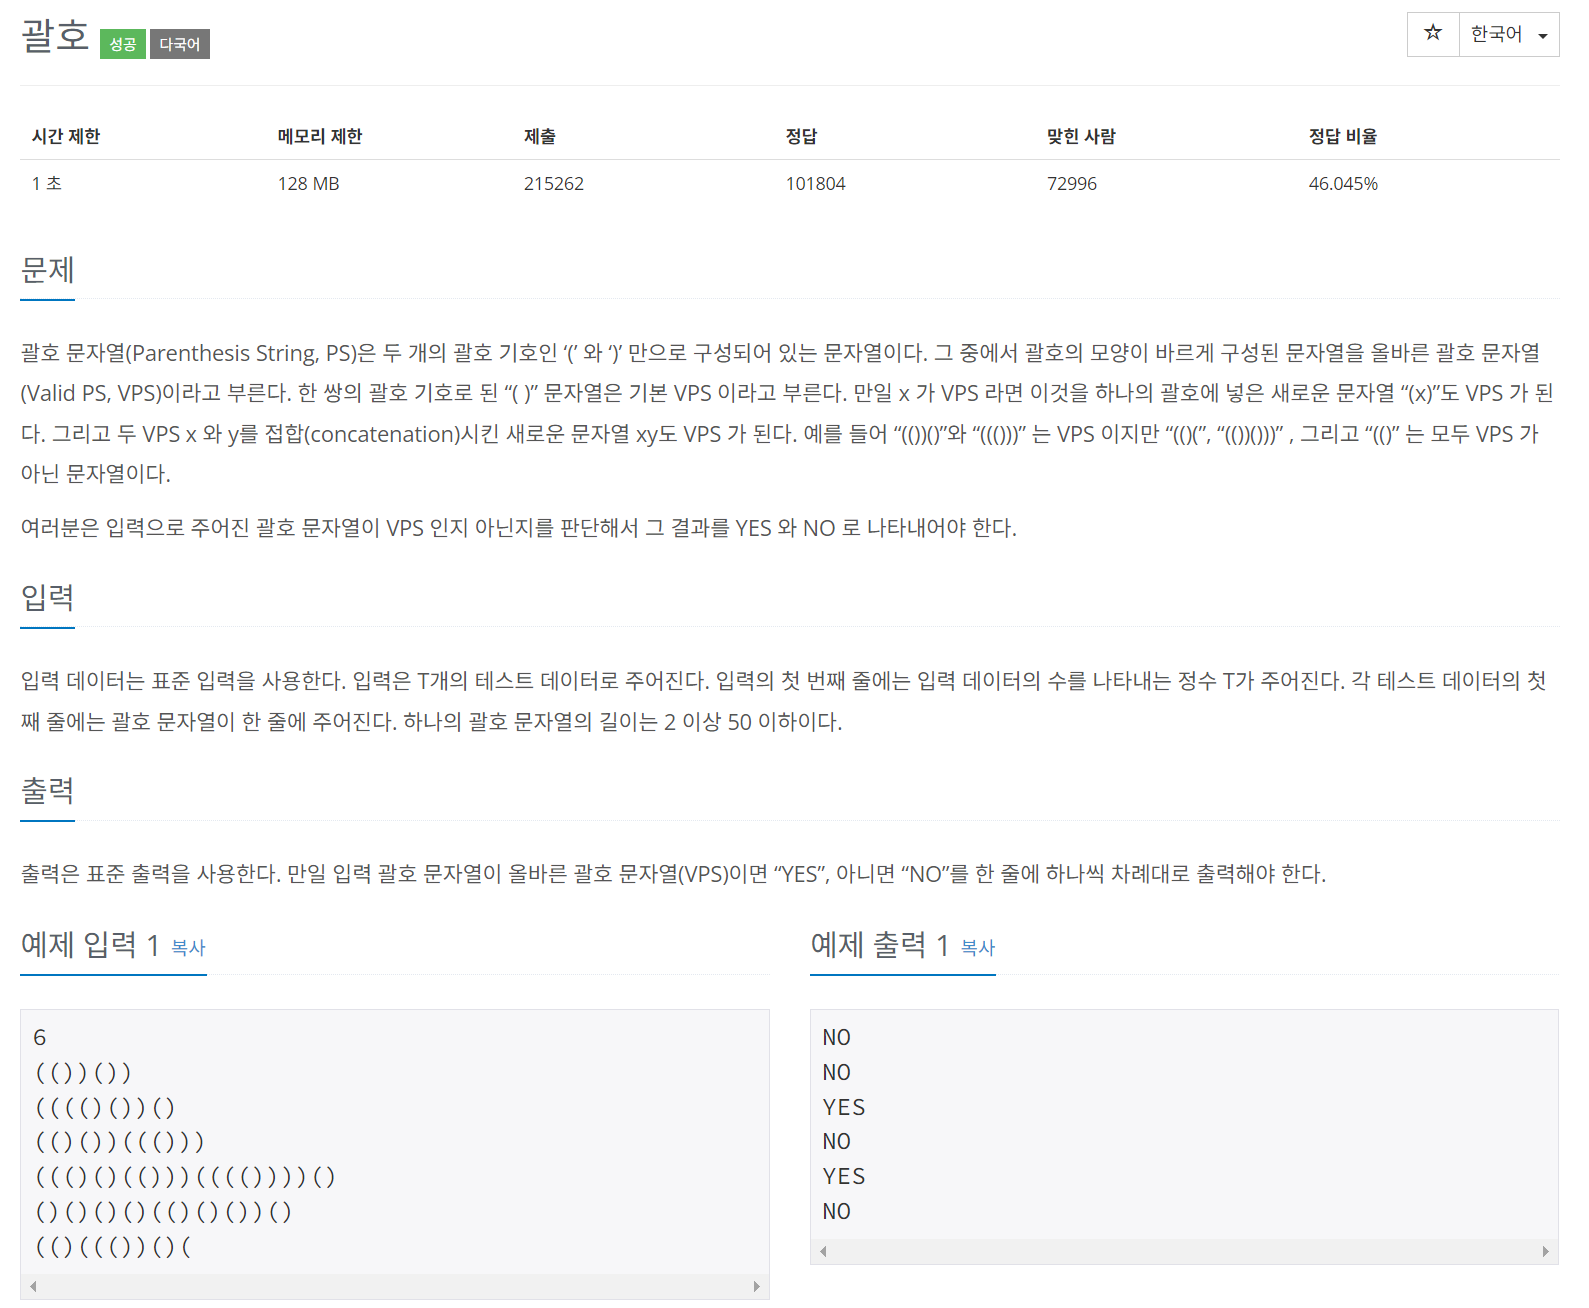 괄호 성공 다국어
☆ 한국어
시간 제한 메모리 제한 제출 정답 맞힌 사람 정답 비율
1 초 128 MB 215262 101804 72996 46.045%
문제
괄호 문자열(Parenthesis String, PS)은 두 개의 괄호 기호인 ‘(’ 와 ‘)’ 만으로 구성되어 있는 문자열이다. 그 중에서 괄호의 모양이 바르게 구성된 문자열을 올바른 괄호 문자열
(Valid PS, VPS)이라고 부른다. 한 쌍의 괄호 기호로 된 “( )” 문자열은 기본 VPS 이라고 부른다. 만일 x 가 VPS 라면 이것을 하나의 괄호에 넣은 새로운 문자열 “(x)”도 VPS 가 된
다. 그리고 두 VPS x 와 y를 접합(concatenation)시킨 새로운 문자열 xy도 VPS 가 된다. 예를 들어 “(())()”와 “((()))” 는 VPS 이지만 “(()(”, “(())()))” , 그리고 “(()” 는 모두 VPS 가
아닌 문자열이다.
여러분은 입력으로 주어진 괄호 문자열이 VPS 인지 아닌지를 판단해서 그 결과를 YES 와 NO 로 나타내어야 한다.
입력
입력 데이터는 표준 입력을 사용한다. 입력은 T개의 테스트 데이터로 주어진다. 입력의 첫 번째 줄에는 입력 데이터의 수를 나타내는 정수 T가 주어진다. 각 테스트 데이터의 첫
째 줄에는 괄호 문자열이 한 줄에 주어진다. 하나의 괄호 문자열의 길이는 2 이상 50 이하이다.
출력
출력은 표준 출력을 사용한다. 만일 입력 괄호 문자열이 올바른 괄호 문자열(VPS)이면 “YES”, 아니면 “NO”를 한 줄에 하나씩 차례대로 출력해야 한다.
예제 입력 1 복사
6
(())())
(((()())()
(()())((()))
((()()(()))(((())))()
()()()()(()()())()
(()((())()(
예제 출력 1 복사
NO
NO
YES
NO
YES
NO